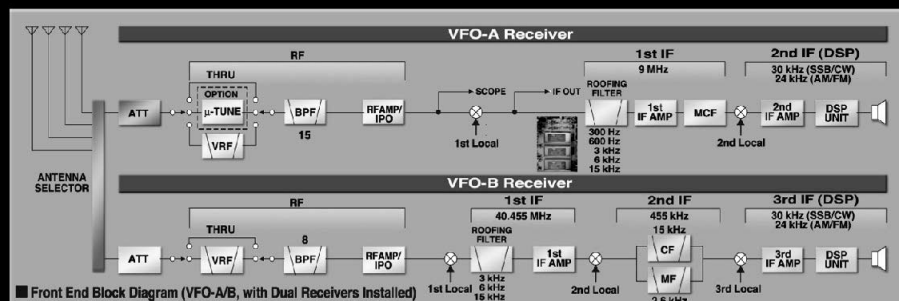 VFO-A Receiver
RF
1st IF
2nd IF (DSP)
9 MHz
30 kHz (SSB/CW)
24 kHz (AM/FM)
THRU
OPTION
SCOPE
IF OUT
ROOFING
FILTER
ATT
μ-TUNE
BPF
RFAMP/
IPO
1st
IF AMP
MCF
2nd
IF AMP
DSP
UNIT
VRF
15
1st Local
300 Hz
600 Hz
3 kHz
6 kHz
15 kHz
2nd Local
ANTENNA
SELECTOR
VFO-B Receiver
RF
1st IF
2nd IF
3rd IF (DSP)
40.455 MHz
455 kHz
30 kHz (SSB/CW)
24 kHz (AM/FM)
THRU
8
ROOFING
FILTER
15 kHz
ATT
VRF
BPF
RFAMP/
IPO
1st
IF AMP
CF
MF
3rd
IF AMP
DSP
UNIT
1st Local
3 kHz
6 kHz
15 kHz
2nd Local
2.6 kHz
3rd Local
■ Front End Block Diagram (VFO-A/B, with Dual Receivers Installed)